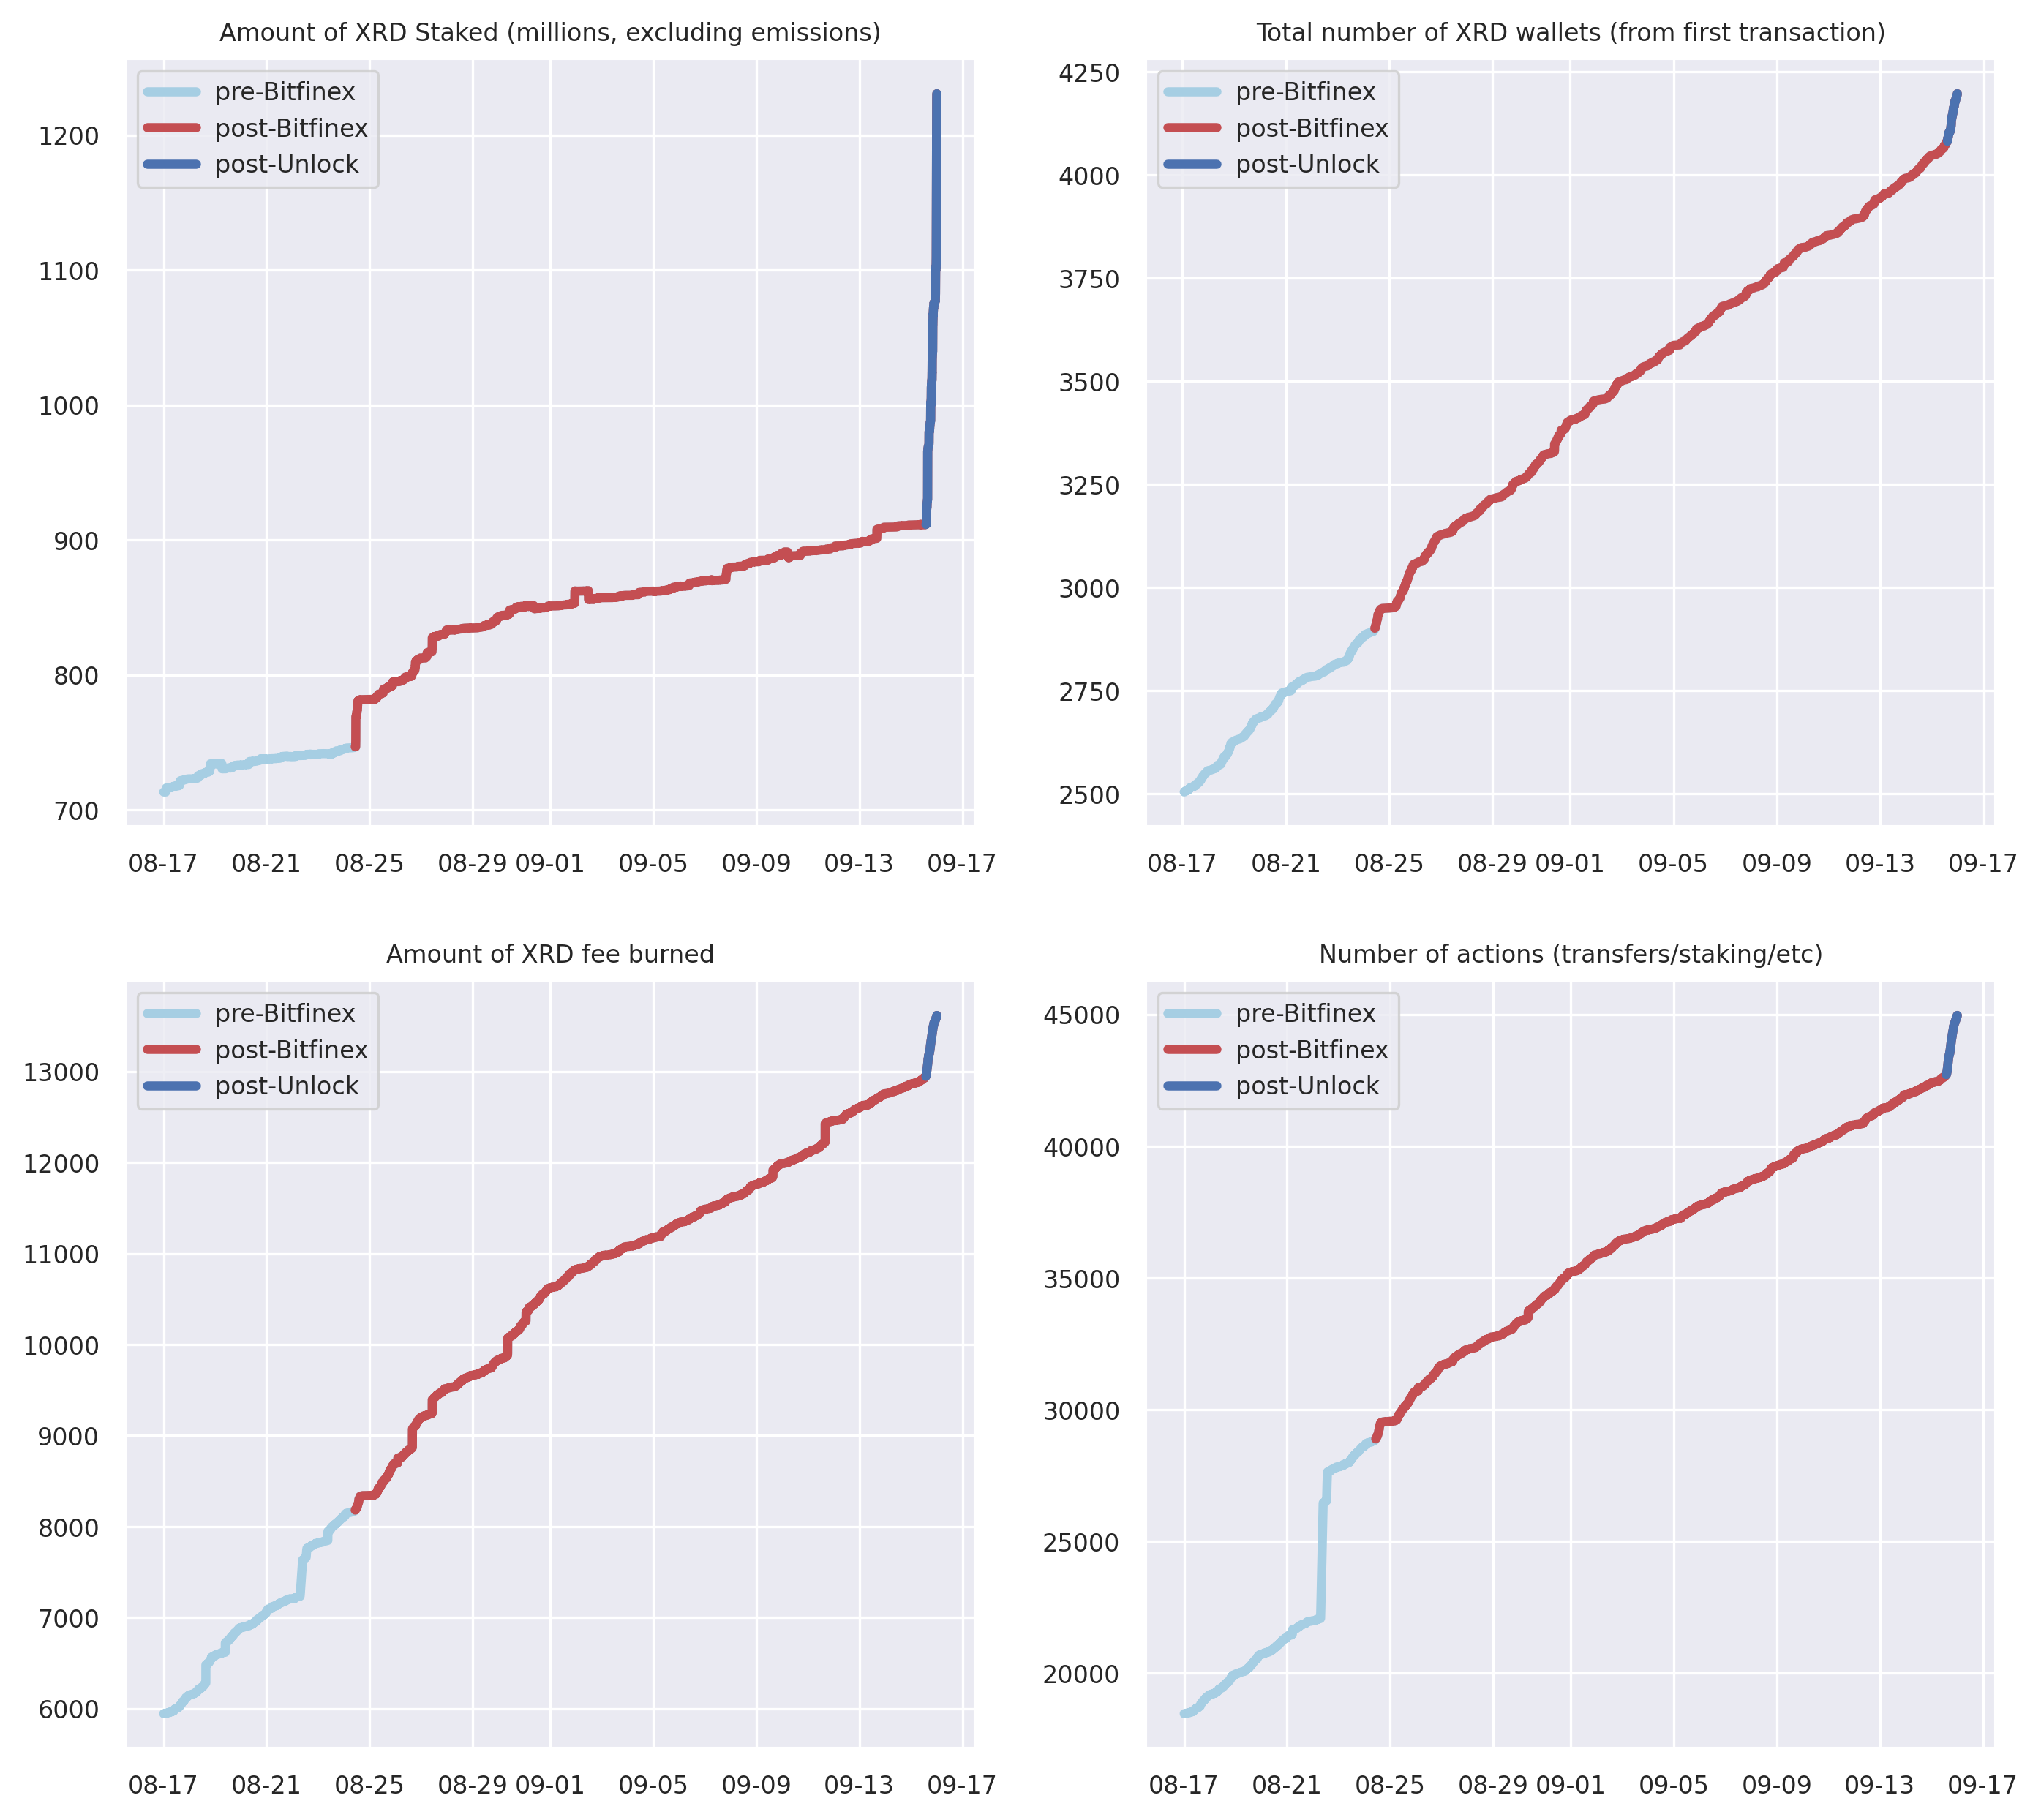 Amount of XRD Staked (millions, excluding emissions)
pre-Bitfinex
post-Bitfinex
post-Unlock
1200
1100
1000
900
800
700
08-17 08-21 08-25 08-29 09-01 09-05 09-09 09-13 09-17
Total number of XRD wallets (from first transaction)
pre-Bitfinex
post-Bitfinex
post-Unlock
4250
4000
3750
3500
3250
3000
2750
2500
08-17 08-21 08-25 08-29 09-01 09-05 09-09 09-13 09-17
Amount of XRD fee burned
pre-Bitfinex
post-Bitfinex
post-Unlock
13000
12000
11000
10000
9000
8000
7000
6000
08-17 08-21 08-25 08-29 09-01 09-05 09-09 09-13 09-17
Number of actions (transfers/staking/etc)
pre-Bitfinex
post-Bitfinex
post-Unlock
45000
40000
35000
30000
25000
20000
08-17 08-21 08-25 08-29 09-01 09-05 09-09 09-13 09-17